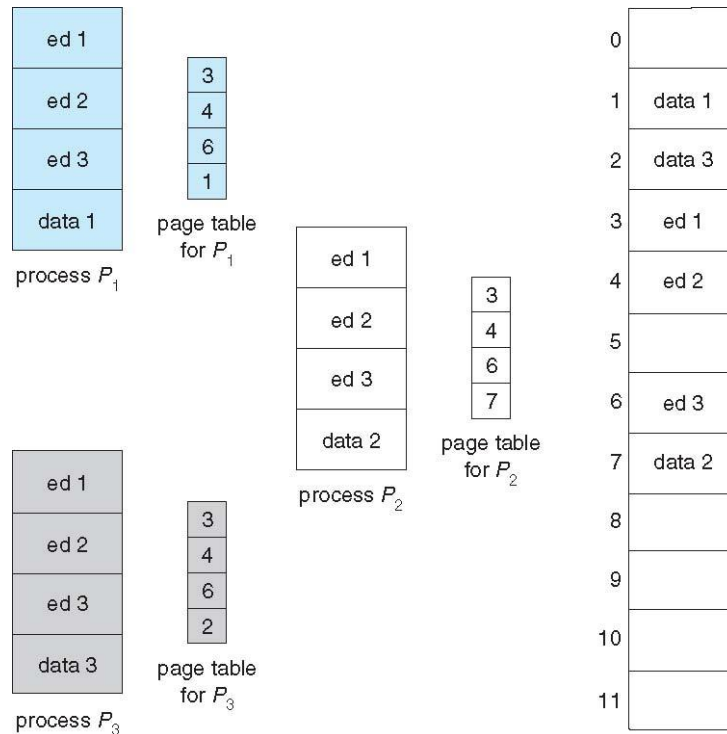 ed 1
ed 2
ed 3
data 1
process P1
3
4
6
1
page table
for P1
ed 1
ed 2
ed 3
data 2
process P2
3
4
6
7
page table
for P2
ed 1
ed 2
ed 3
data 3
process P3
3
4
6
2
page table
for P3
0
1 data 1
2 data 3
3 ed 1
4 ed 2
5
6 ed 3
7 data 2
8
9
10
11